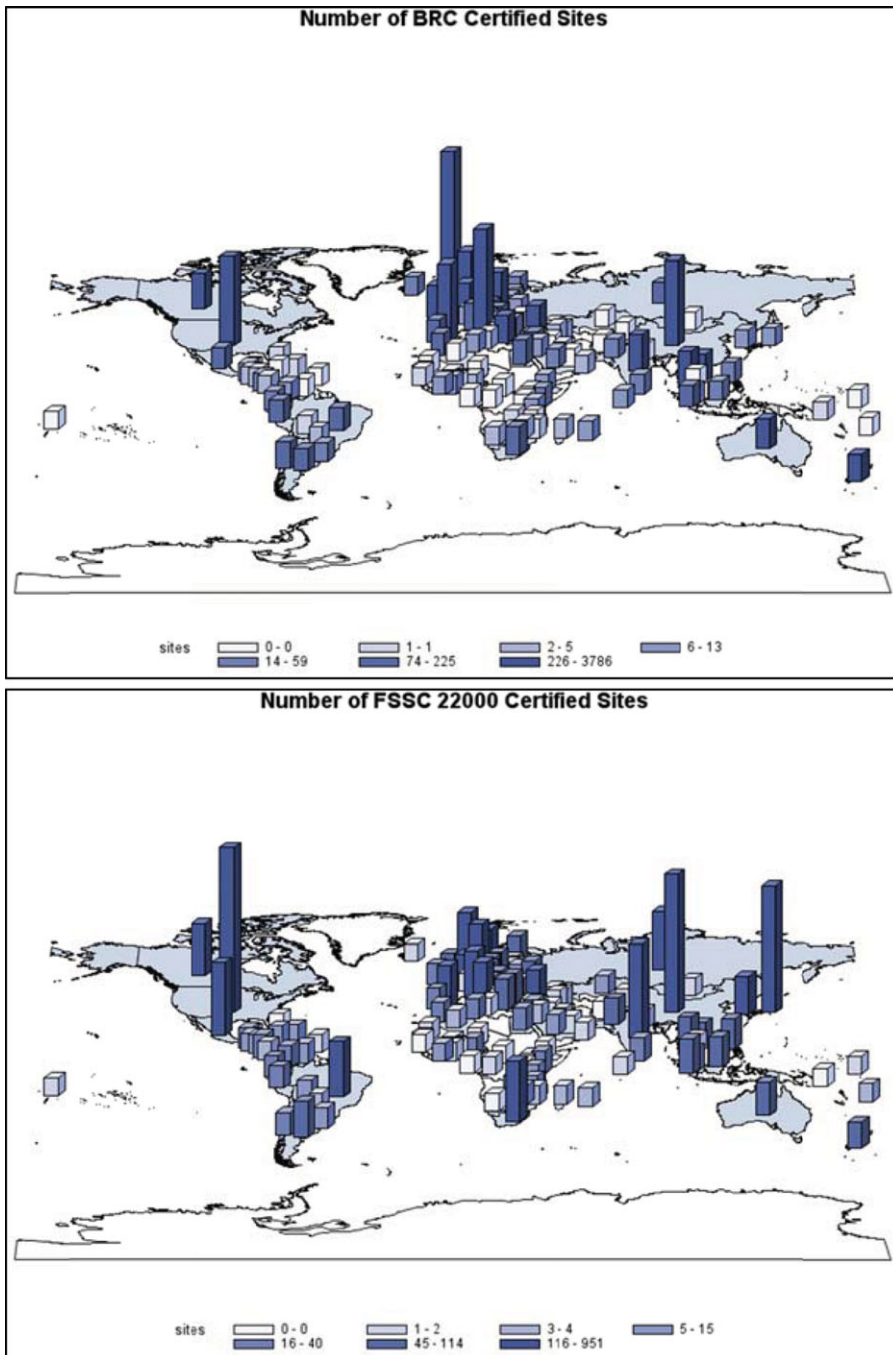 Number of BRC Certified Sites
sites 0 - 0 1 - 1 2 - 5 6 - 13
14 - 59 74 - 225 226 - 3786
Number of FSSC 22000 Certified Sites
sites 0 - 0 1 - 2 3 - 4 5 - 15
16 - 40 45 - 114 116 - 951